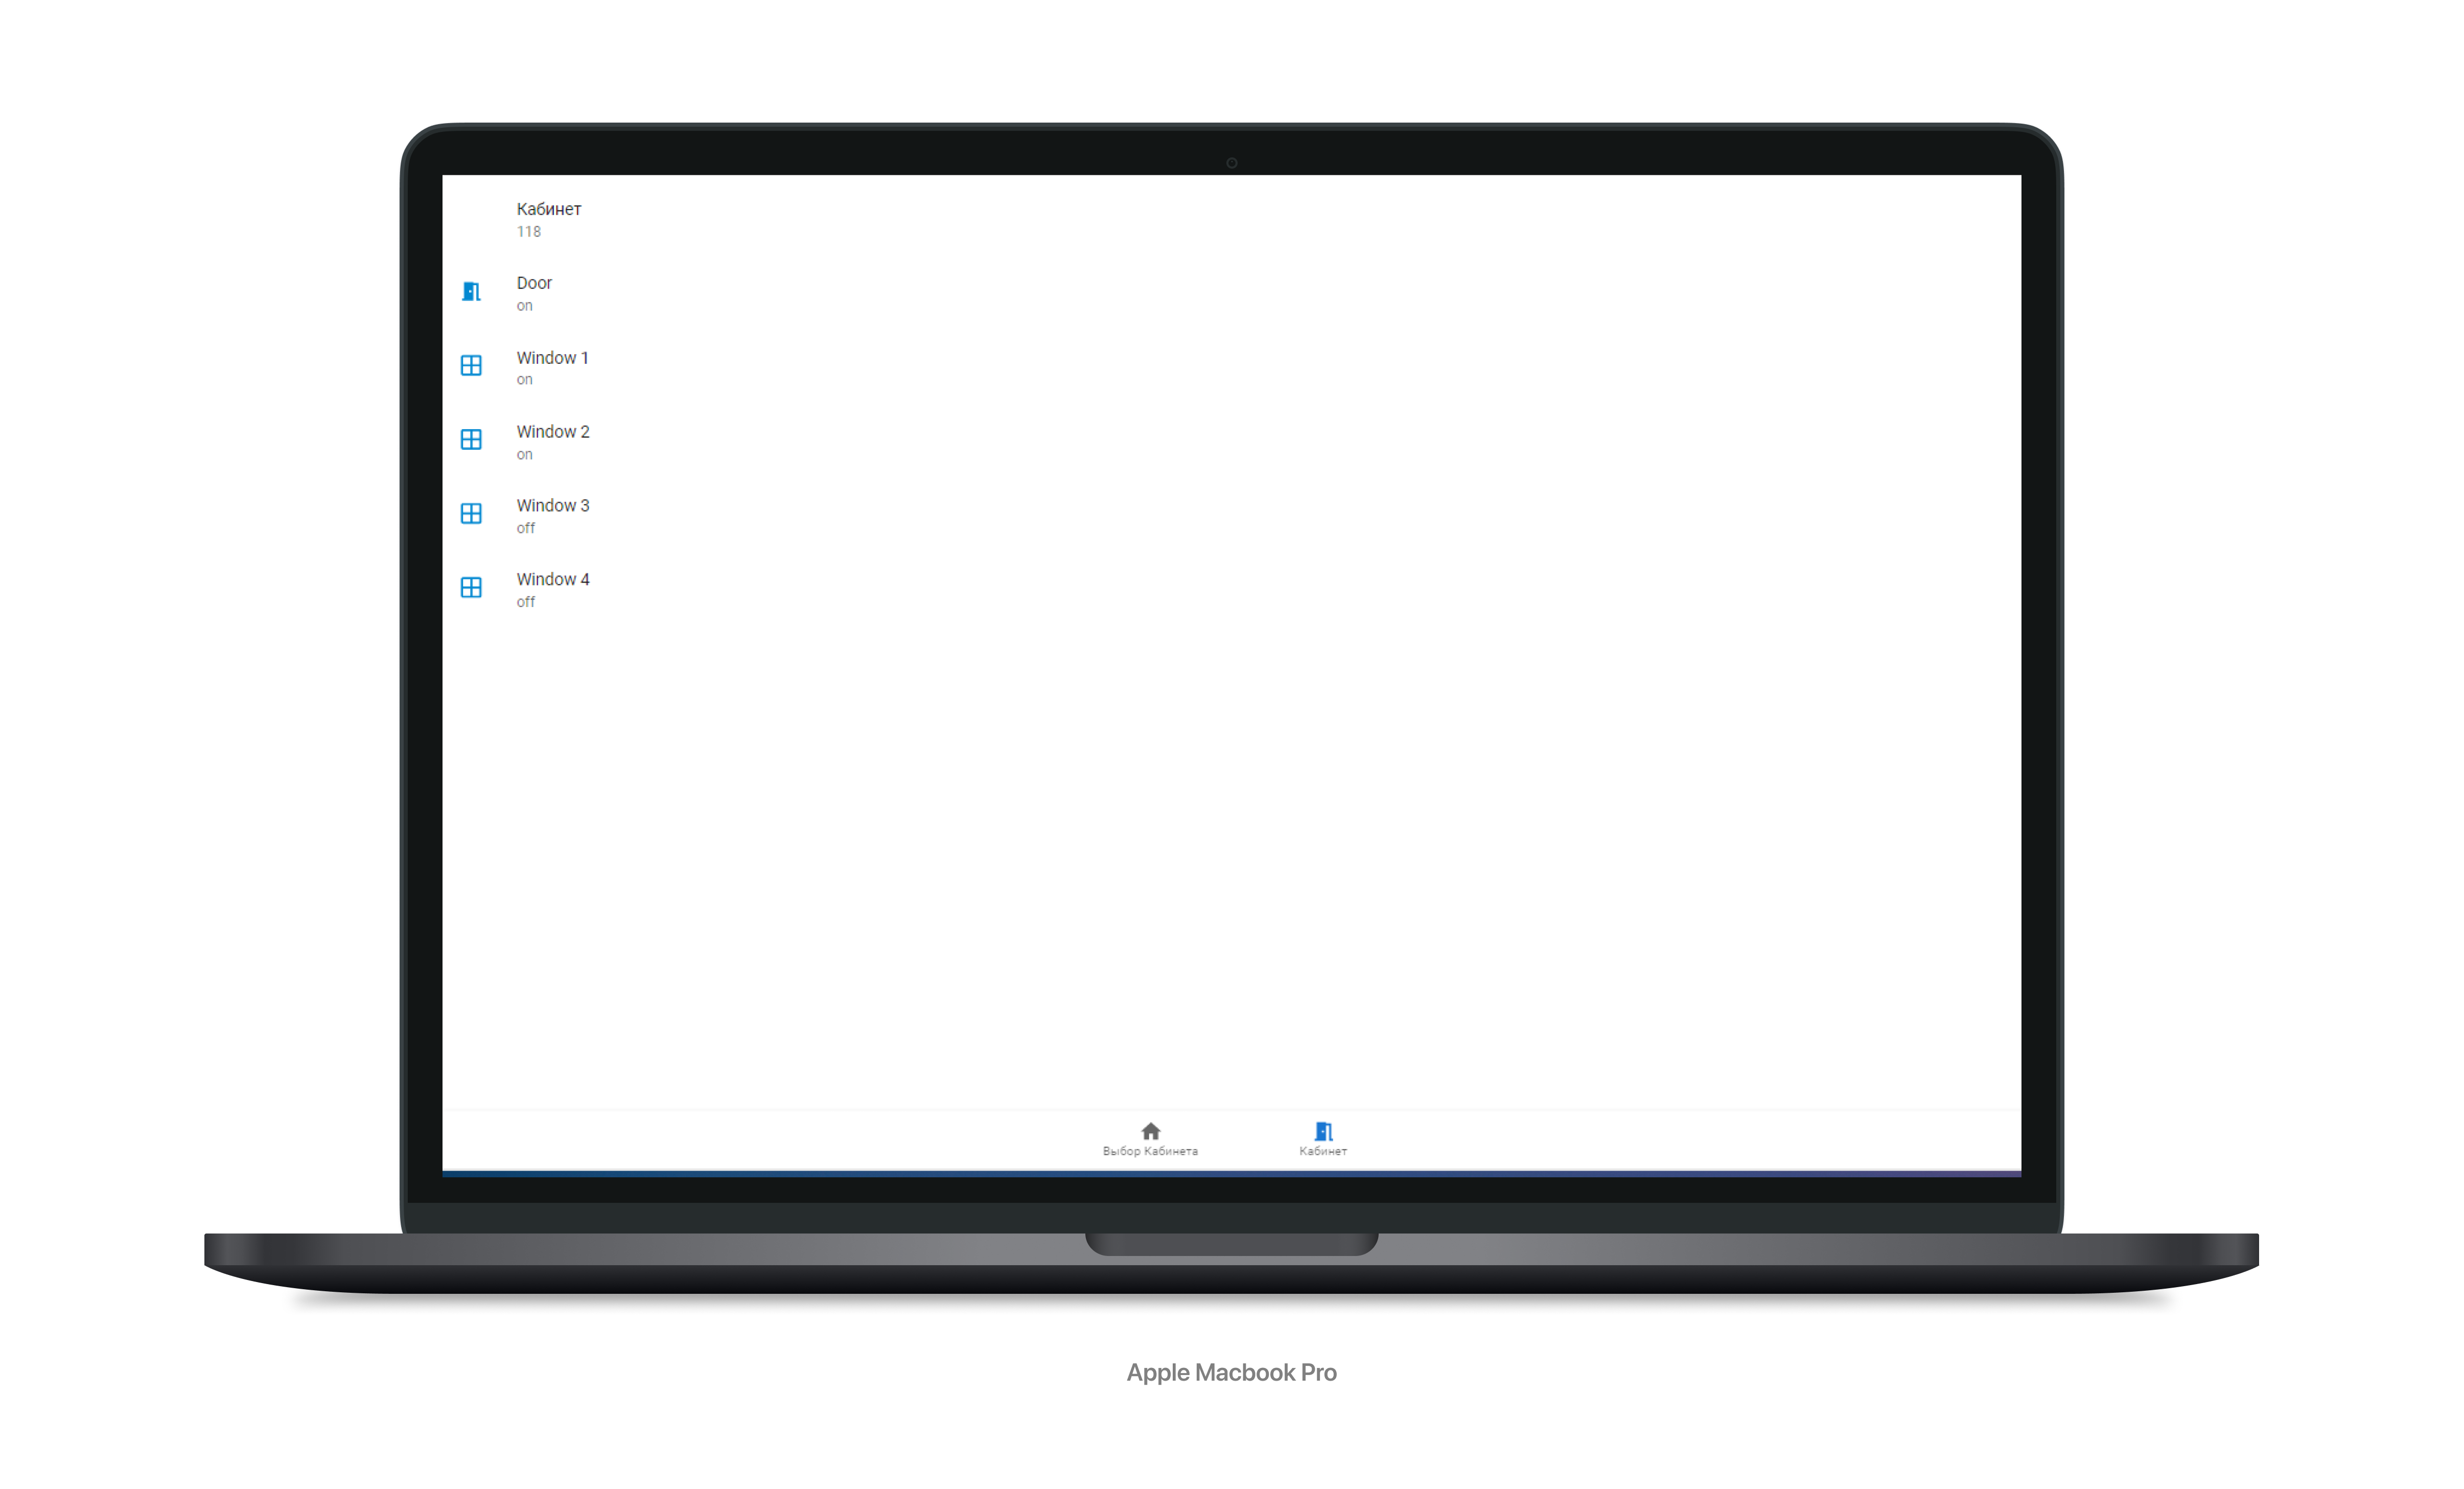 Кабинет
118
Door
on
Window 1
on
Window 2
on
Window 3
off
Window 4
off
Выбор Кабинета
Кабинет
Apple Macbook Pro